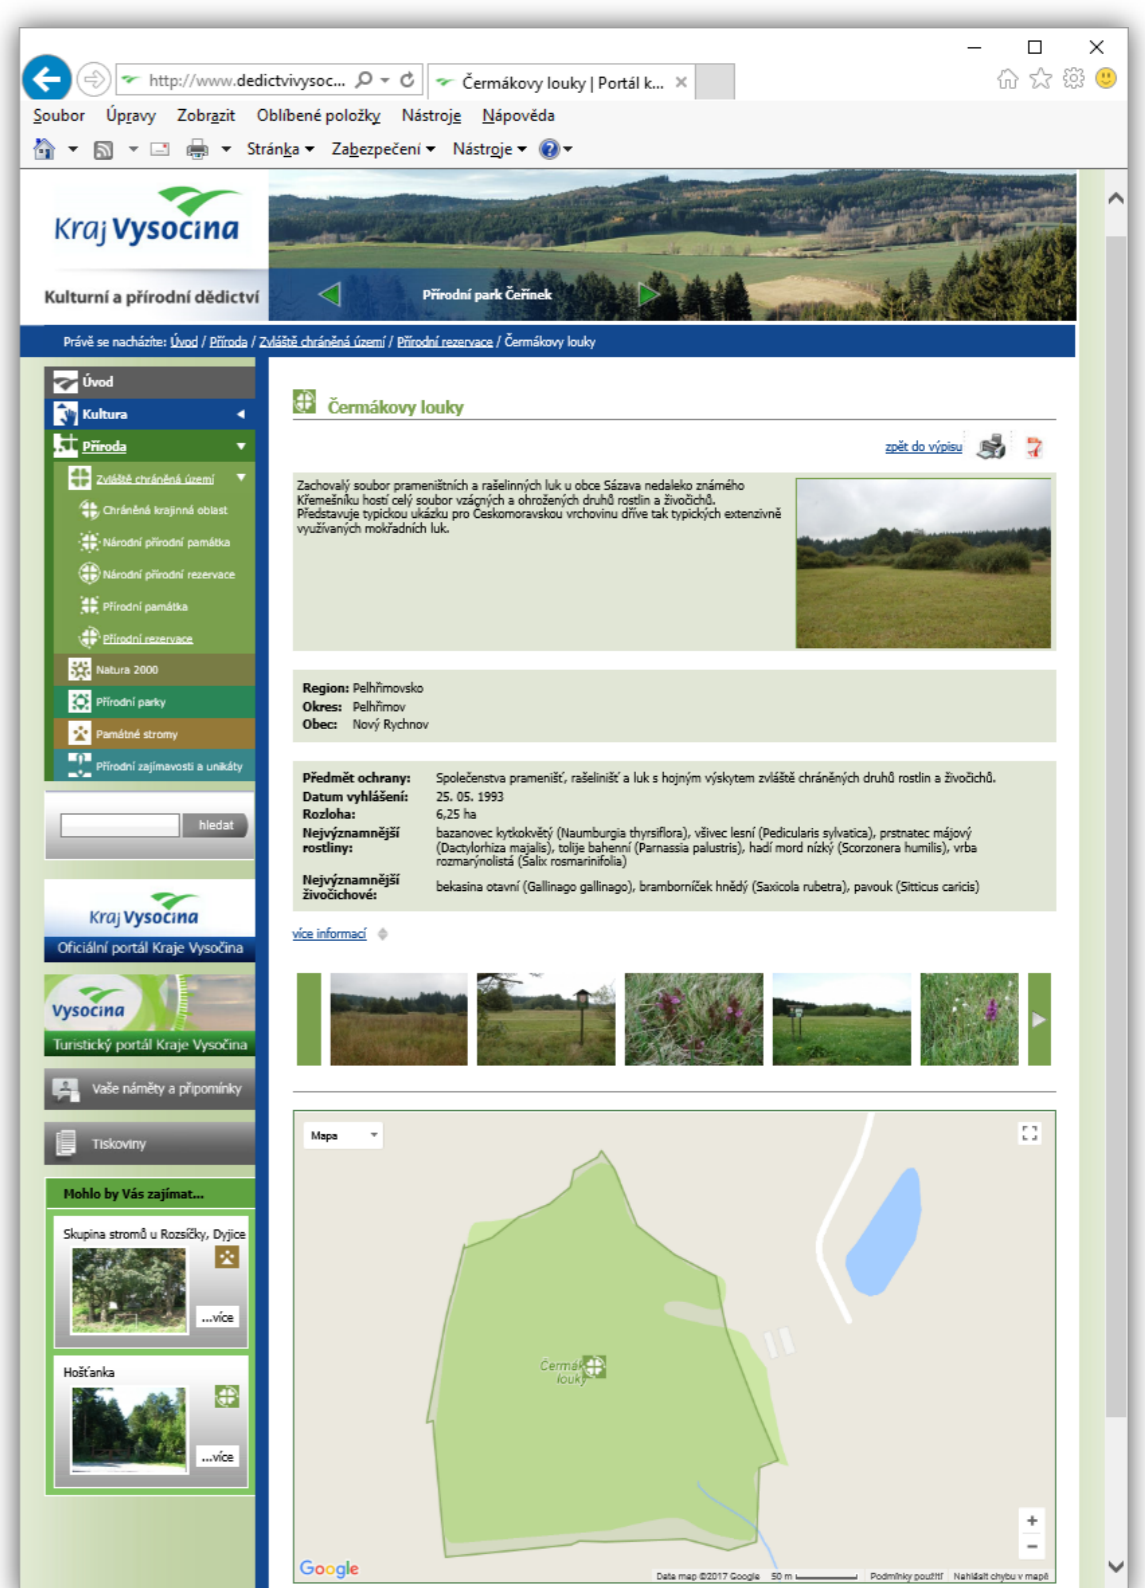 http://www.dedictvivysoc...
Čermákovy louky | Portál k...
Soubor Úpravy Zobrazit Oblíbené položky Nástroje Nápověda
Stránka Zabezpečení Nástroje
Kraj Vysočina
Kulturní a přírodní dědictví
Přírodní park Čeřínek
Právě se nacházíte: Úvod / Příroda / Zvláště chráněná území / Přírodní rezervace / Čermákovy louky
Úvod
Kultura
Příroda
Zvláště chráněná území
Chráněná krajinná oblast
Národní přírodní památka
Národní přírodní rezervace
Přírodní památka
Přírodní rezervace
Natura 2000
Přírodní parky
Památné stromy
Přírodní zajímavosti a unikáty
hledat
Kraj Vysočina
Oficiální portál Kraje Vysočina
Vysočina
Turistický portál Kraje Vysočina
Vaše náměty a připomínky
Tiskoviny
Mohlo by Vás zajímat...
Skupina stromů u Rozsíčky, Dyjice
...více
Hošťanka
...více
Čermákovy louky
zpět do výpisu
Zachovalý soubor prameništních a rašelinných luk u obce Sázava nedaleko známého
Křemešníku hostí celý soubor vzácných a ohrožených druhů rostlin a živočichů.
Představuje typickou ukázku pro Českomoravskou vrchovinu dříve tak typických extenzivně
využívaných mokřadních luk.
Region: Pelhřimovsko
Okres: Pelhřimov
Obec: Nový Rychnov
Předmět ochrany: Společenstva pramenišť, rašelinišť a luk s hojným výskytem zvláště chráněných druhů rostlin a živočichů.
Datum vyhlášení: 25. 05. 1993
Rozloha: 6,25 ha
Nejvýznamnější rostliny: bazanovec kytkokvětý (Naumburgia thyrsiflora), všivec lesní (Pedicularis sylvatica), prstnatec májový
(Dactylorhiza majalis), tolije bahenní (Parnassia palustris), hadí mord nízký (Scorzonera humilis), vrba
rozmarýnolistá (Salix rosmarinifolia)
Nejvýznamnější živočichové: bekasina otavní (Gallinago gallinago), bramborníček hnědý (Saxicola rubetra), pavouk (Sitticus caricis)
více informací
Mapa
Čermák
louky
Google
Data map ©2017 Google 50 m Podmínky použití Nahlásit chybu v mapě